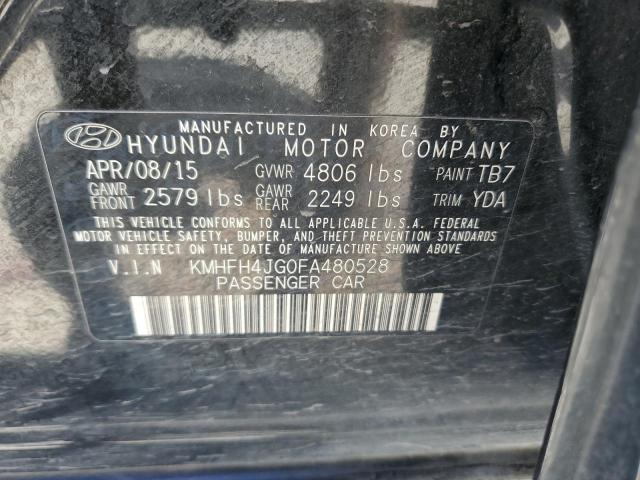 MANUFACTURED IN KOREA BY
HYUNDAI MOTOR COMPANY
APR/08/15 GVWR 4806 lbs PAINT TB7
GAWR FRONT 2579 lbs GAWR REAR 2249 lbs TRIM YDA
THIS VEHICLE CONFORMS TO ALL APPLICABLE U.S.A. FEDERAL
MOTOR VEHICLE SAFETY, BUMPER, AND THEFT PREVENTION STANDARDS
IN EFFECT ON THE DATE OF MANUFACTURE SHOWN ABOVE
V.I.N KMHFH4JG0FA480528
PASSENGER CAR